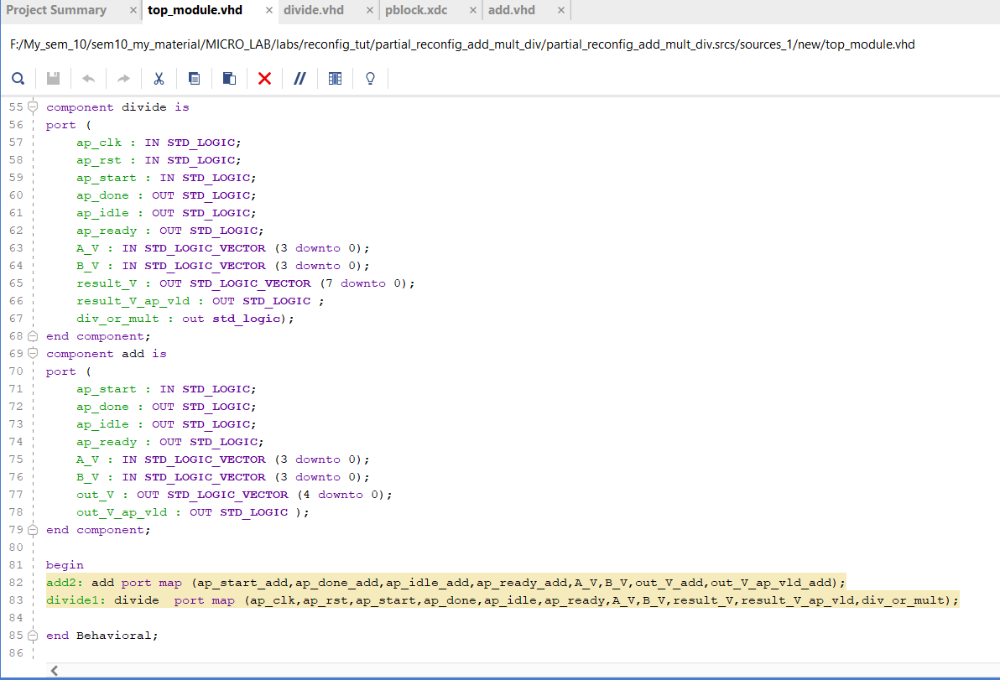 Project Summary × top_module.vhd × divide.vhd × pblock.xdc × add.vhd ×
F:/My_sem_10/sem10_my_material/MICRO_LAB/labs/reconfig_tut/partial_reconfig_add_mult_div/partial_reconfig_add_mult_div.srcs/sources_1/new/top_module.vhd
55 component divide is
56 port (
57 ap_clk : IN STD_LOGIC;
58 ap_rst : IN STD_LOGIC;
59 ap_start : IN STD_LOGIC;
60 ap_done : OUT STD_LOGIC;
61 ap_idle : OUT STD_LOGIC;
62 ap_ready : OUT STD_LOGIC;
63 A_V : IN STD_LOGIC_VECTOR (3 downto 0);
64 B_V : IN STD_LOGIC_VECTOR (3 downto 0);
65 result_V : OUT STD_LOGIC_VECTOR (7 downto 0);
66 result_V_ap_vld : OUT STD_LOGIC ;
67 div_or_mult : out std_logic);
68 end component;
69 component add is
70 port (
71 ap_start : IN STD_LOGIC;
72 ap_done : OUT STD_LOGIC;
73 ap_idle : OUT STD_LOGIC;
74 ap_ready : OUT STD_LOGIC;
75 A_V : IN STD_LOGIC_VECTOR (3 downto 0);
76 B_V : IN STD_LOGIC_VECTOR (3 downto 0);
77 out_V : OUT STD_LOGIC_VECTOR (4 downto 0);
78 out_V_ap_vld : OUT STD_LOGIC );
79 end component;
80
81 begin
82 add2: add port map (ap_start_add,ap_done_add,ap_idle_add,ap_ready_add,A_V,B_V,out_V_add,out_V_ap_vld_add);
83 divide1: divide  port map (ap_clk,ap_rst,ap_start,ap_done,ap_idle,ap_ready,A_V,B_V,result_V,result_V_ap_vld,div_or_mult);
84
85 end Behavioral;
86